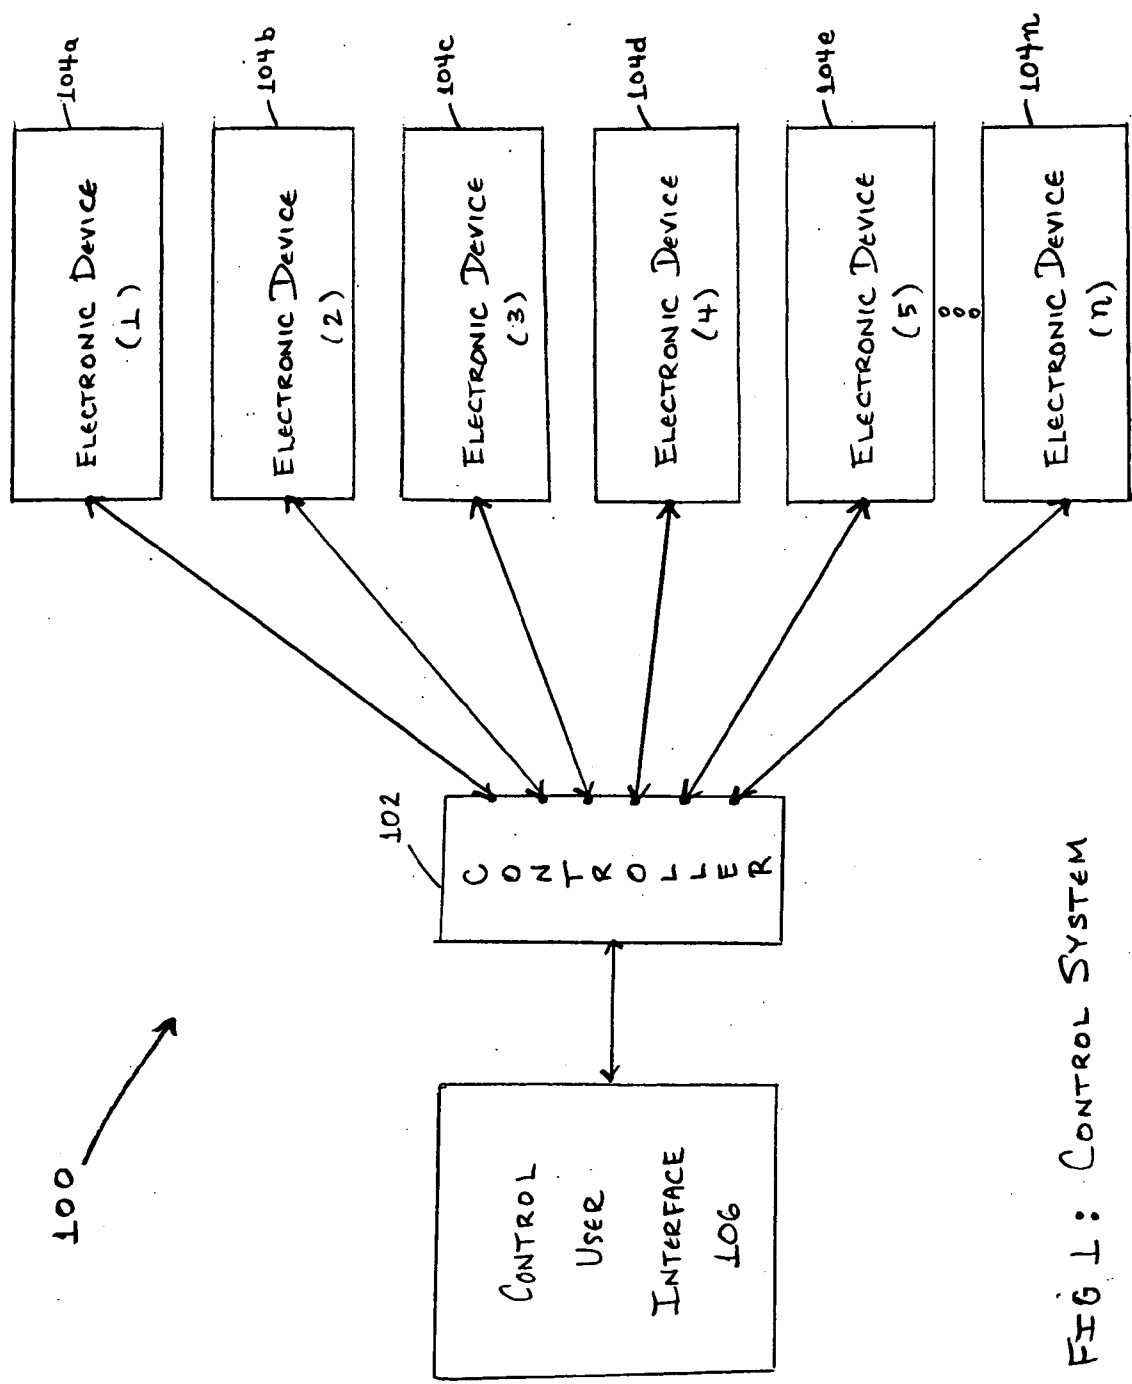 100
CONTROL
USER
INTERFACE
106
102
CONTROLLER
104a
ELECTRONIC DEVICE
(1)
104b
ELECTRONIC DEVICE
(2)
104c
ELECTRONIC DEVICE
(3)
104d
ELECTRONIC DEVICE
(4)
104e
ELECTRONIC DEVICE
(5)
104n
ELECTRONIC DEVICE
(n)
FIG 1: CONTROL SYSTEM